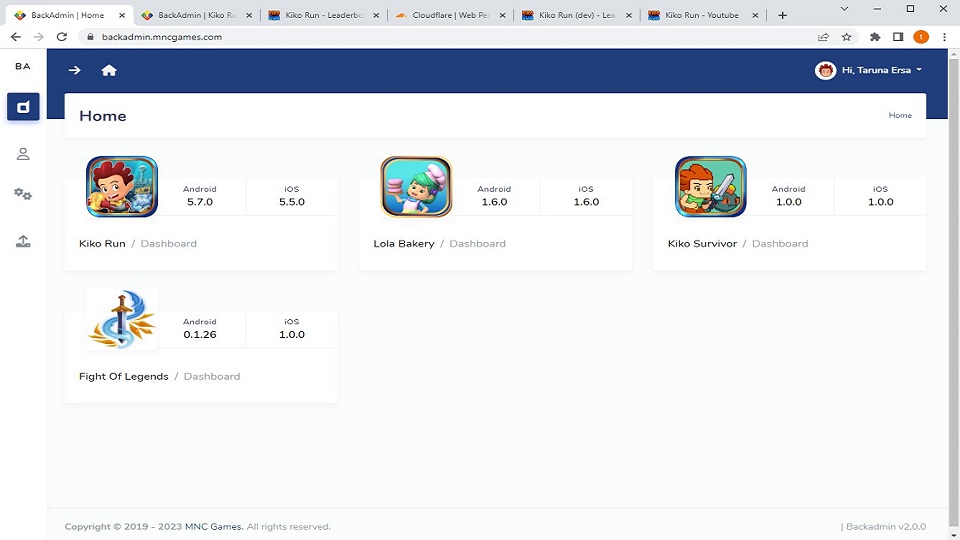 BackAdmin | Home
BackAdmin | Kiko Ru
Kiko Run - Leaderbo
Cloudflare | Web Per
Kiko Run (dev) - Lea
Kiko Run - Youtube
backadmin.mncgames.com
t
BA
Hi, Taruna Ersa
Home
Home
Android
iOS
5.7.0
5.5.0
Kiko Run / Dashboard
Android
iOS
1.6.0
1.6.0
Lola Bakery / Dashboard
Android
iOS
1.0.0
1.0.0
Kiko Survivor / Dashboard
Android
iOS
0.1.26
1.0.0
Fight Of Legends / Dashboard
Copyright © 2019 - 2023 MNC Games. All rights reserved.
| Backadmin v2.0.0